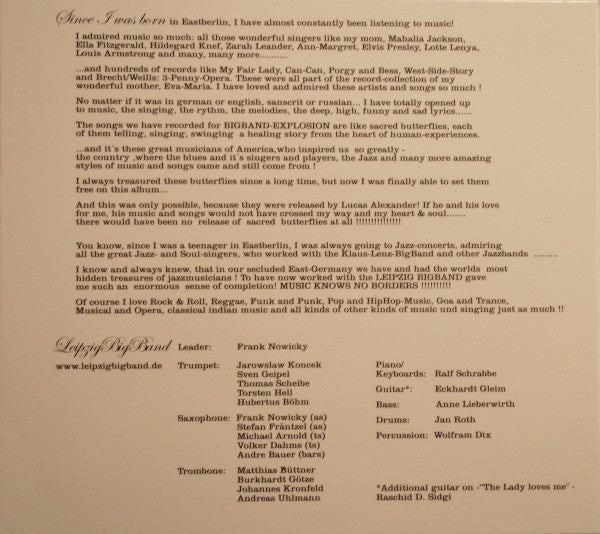 Since I was born in Eastberlin, I have almost constantly been listening to music!
I admired music so much: all those wonderful singers like my mom, Mahalia Jackson,
Ella Fitzgerald, Hildegard Knef, Zarah Leander, Ann-Margret, Elvis Presley, Lotte Lenya,
Louis Armstrong and many, many more..........
...and hundreds of records like My Fair Lady, Can-Can, Porgy and Bess, West-Side-Story
and Brecht/Weills: 3-Penny-Opera. These were all part of the record-collection of my
wonderful mother, Eva-Maria. I have loved and admired these artists and songs so much !
No matter if it was in german or english, sanscrit or russian... I have totally opened up
to music, the singing, the rythm, the melodies, the deep, high, funny and sad lyrics......
The songs we have recorded for BIGBAND-EXPLOSION are like sacred butterflies, each
of them telling, singing, swinging a healing story from the heart of human-experiences.
...and it´s these great musicians of America,who inspired us so greatly -
the country ,where the blues and it´s singers and players, the Jazz and many more amazing
styles of music and songs came and still come from !
I always treasured these butterflies since a long time, but now I was finally able to set them
free on this album...
And this was only possible, because they were released by Lucas Alexander! If he and his love
for me, his music and songs would not have crossed my way and my heart & soul.......
there would have been no release of sacred butterflies at all !!!!!!!!!!!!!!!
You know, since I was a teenager in Eastberlin, I was always going to Jazz-concerts, admiring
all the great Jazz- and Soul-singers, who worked with the Klaus-Lenz-BigBand and other Jazzbands .........
I know and always knew, that in our secluded East-Germany we have and had the worlds most
hidden treasures of jazzmusicians ! To have now worked with the LEIPZIG BIGBAND gave
me such an enormous sense of completion! MUSIC KNOWS NO BORDERS !!!!!!!!!!
Of course I love Rock & Roll, Reggae, Funk and Punk, Pop and HipHop-Music, Goa and Trance,
Musical and Opera, classical indian music and all kinds of other kinds of music und singing just as much !!
Leipzig Big Band Leader: Frank Nowicky
www.leipzigbigband.de
Trumpet: Jarowslaw Koncek
Sven Geipel
Thomas Scheibe
Torsten Hell
Hubertus Böhm
Saxophone: Frank Nowicky (as)
Stefan Fräntzel (as)
Michael Arnold (ts)
Volker Dahms (ts)
Andre Bauer (bars)
Trombone: Matthias Büttner
Burkhardt Götze
Johannes Kronfeld
Andreas Uhlmann
Piano/
Keyboards: Ralf Schrabbe
Guitar*: Eckhardt Gleim
Bass: Anne Lieberwirth
Drums: Jan Roth
Percussion: Wolfram Dix
*Additional guitar on -"The Lady loves me" -
Raschid D. Sidgi